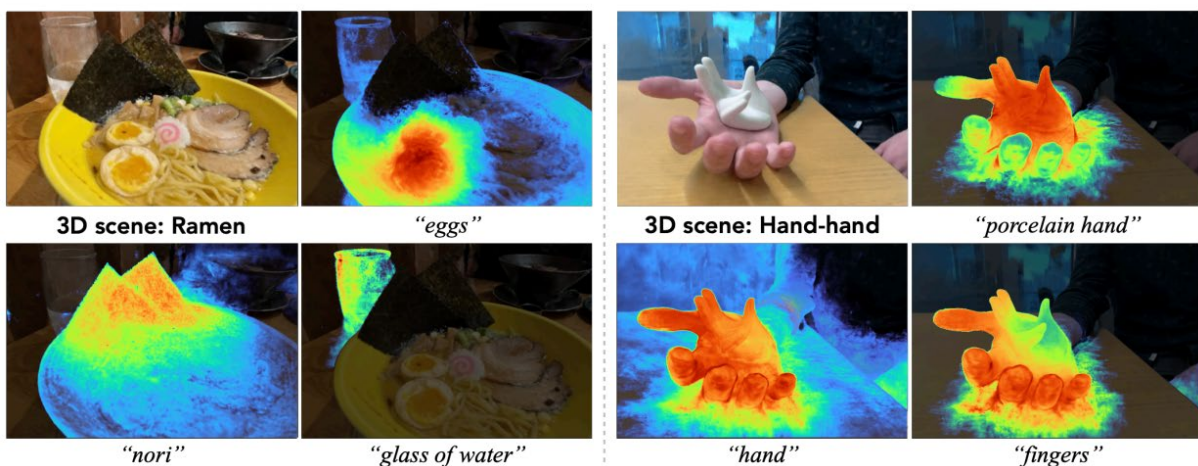 3D scene: Ramen
“eggs”
“nori”
“glass of water”
3D scene: Hand-hand
“porcelain hand”
“hand”
“fingers”